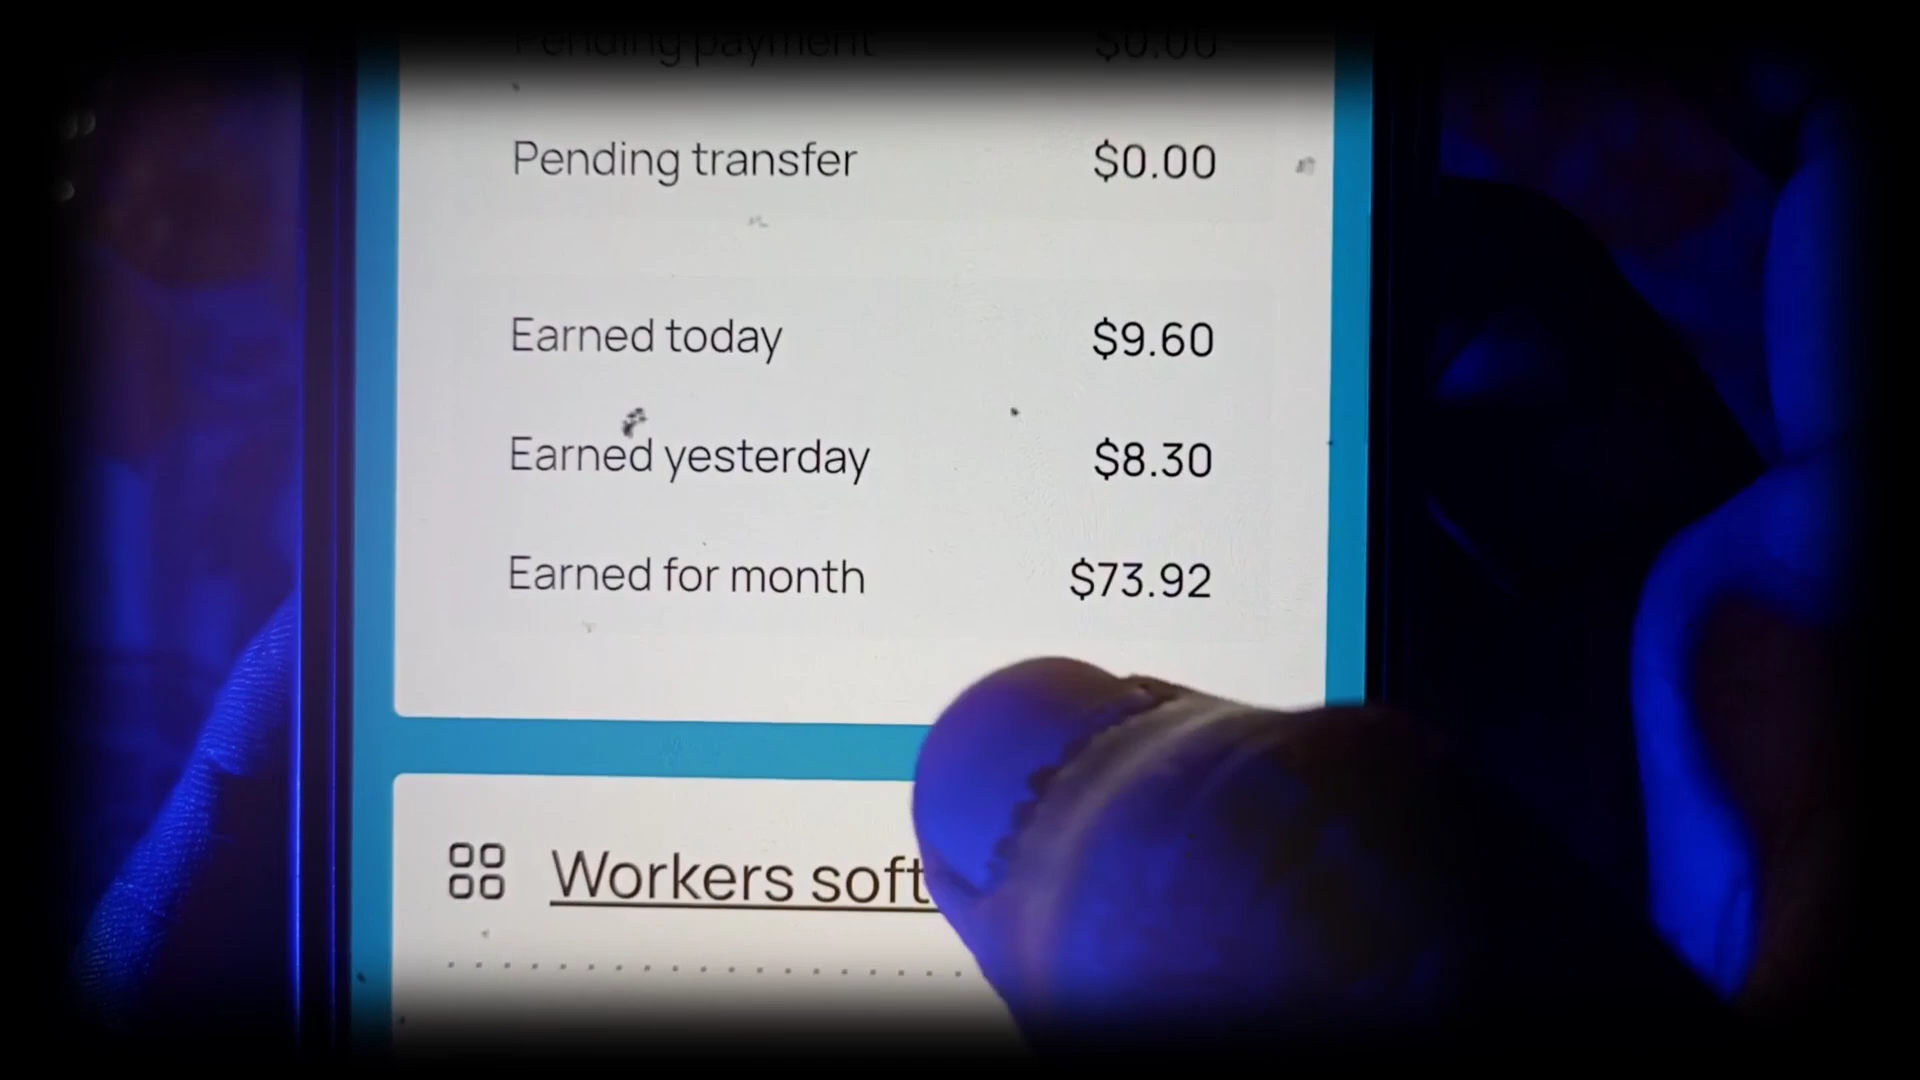 Pending payment $0.00
Pending transfer $0.00
Earned today $9.60
Earned yesterday $8.30
Earned for month $73.92
Workers soft